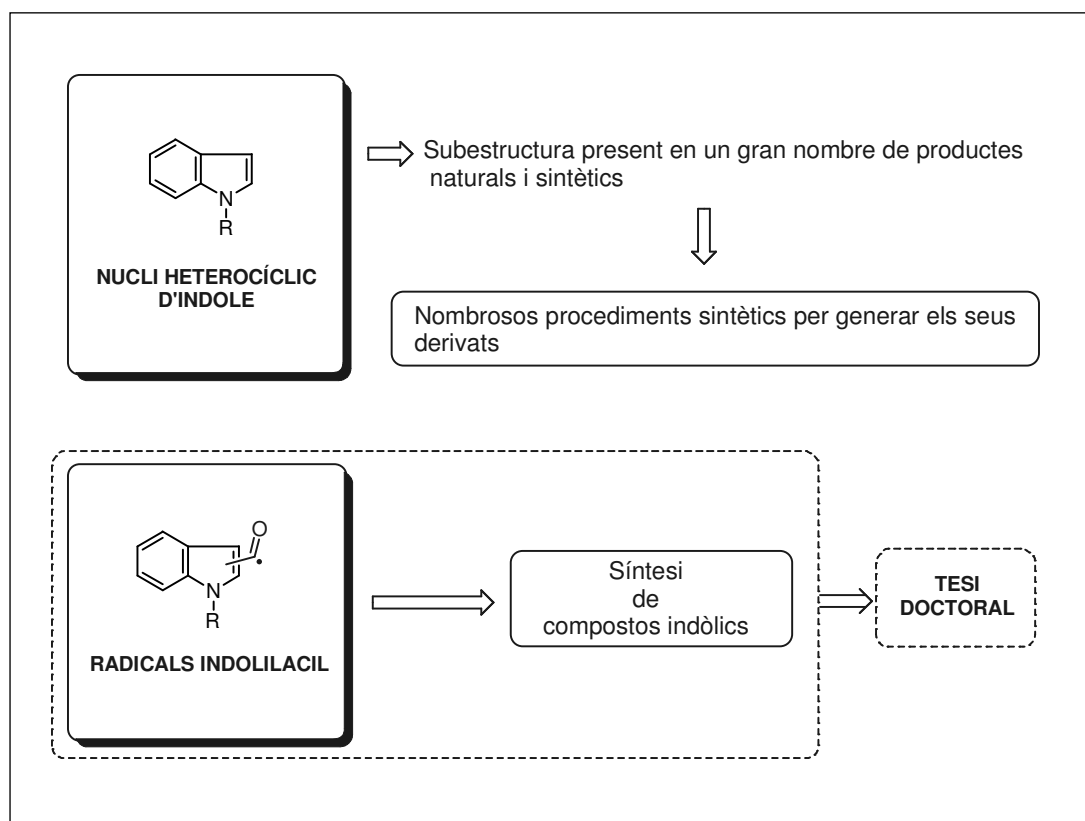 N
R
NUCLI HETEROCÍCLIC
D'INDOLE
Subestructura present en un gran nombre de productes
naturals i sintètics
Nombrosos procediments sintètics per generar els seus
derivats
O
N
R
RADICALS INDOLILACIL
Síntesi
de
compostos indòlics
TESI
DOCTORAL